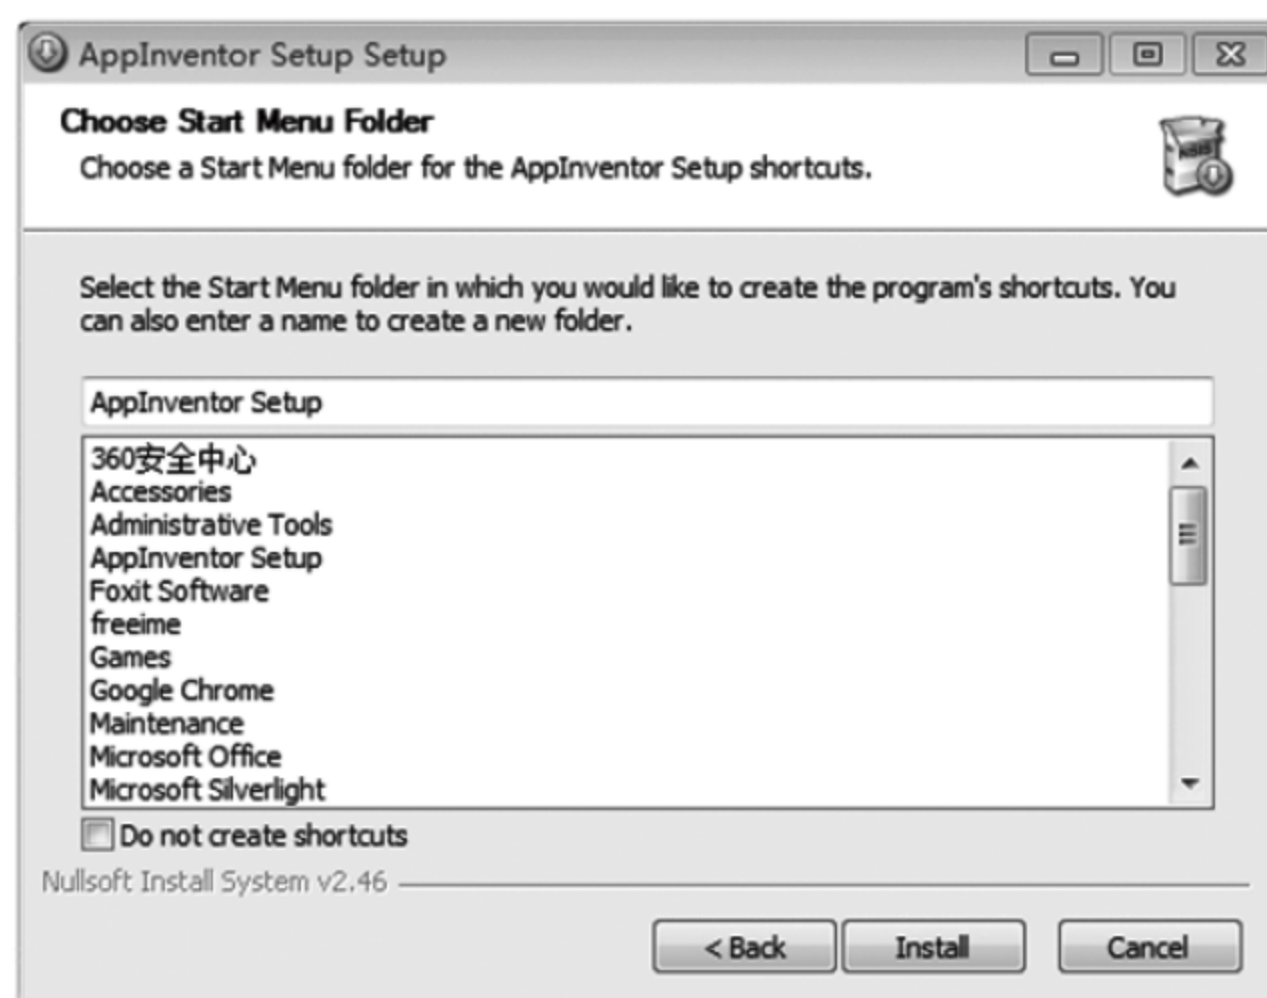 AppInventor Setup Setup
Choose Start Menu Folder
Choose a Start Menu folder for the AppInventor Setup shortcuts.
NSIS
Select the Start Menu folder in which you would like to create the program's shortcuts. You
can also enter a name to create a new folder.
AppInventor Setup
360安全中心
Accessories
Administrative Tools
AppInventor Setup
Foxit Software
freeime
Games
Google Chrome
Maintenance
Microsoft Office
Microsoft Silverlight
Do not create shortcuts
Nullsoft Install System v2.46
< Back Install Cancel